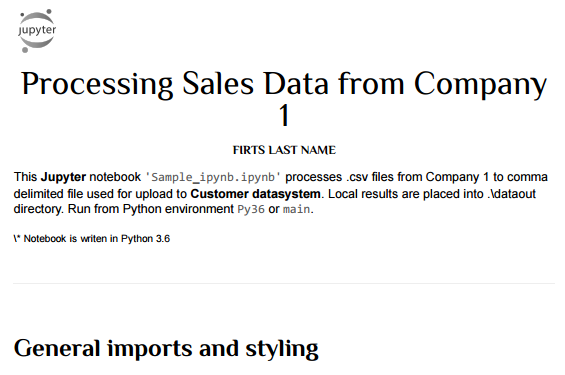 jupyter
Processing Sales Data from Company
1
FIRTS LAST NAME
This Jupyter notebook 'Sample_ipynb.ipynb' processes .csv files from Company 1 to comma
delimited file used for upload to Customer datasystem. Local results are placed into .\dataout
directory. Run from Python environment Py36 or main.
\* Notebook is writen in Python 3.6
General imports and styling